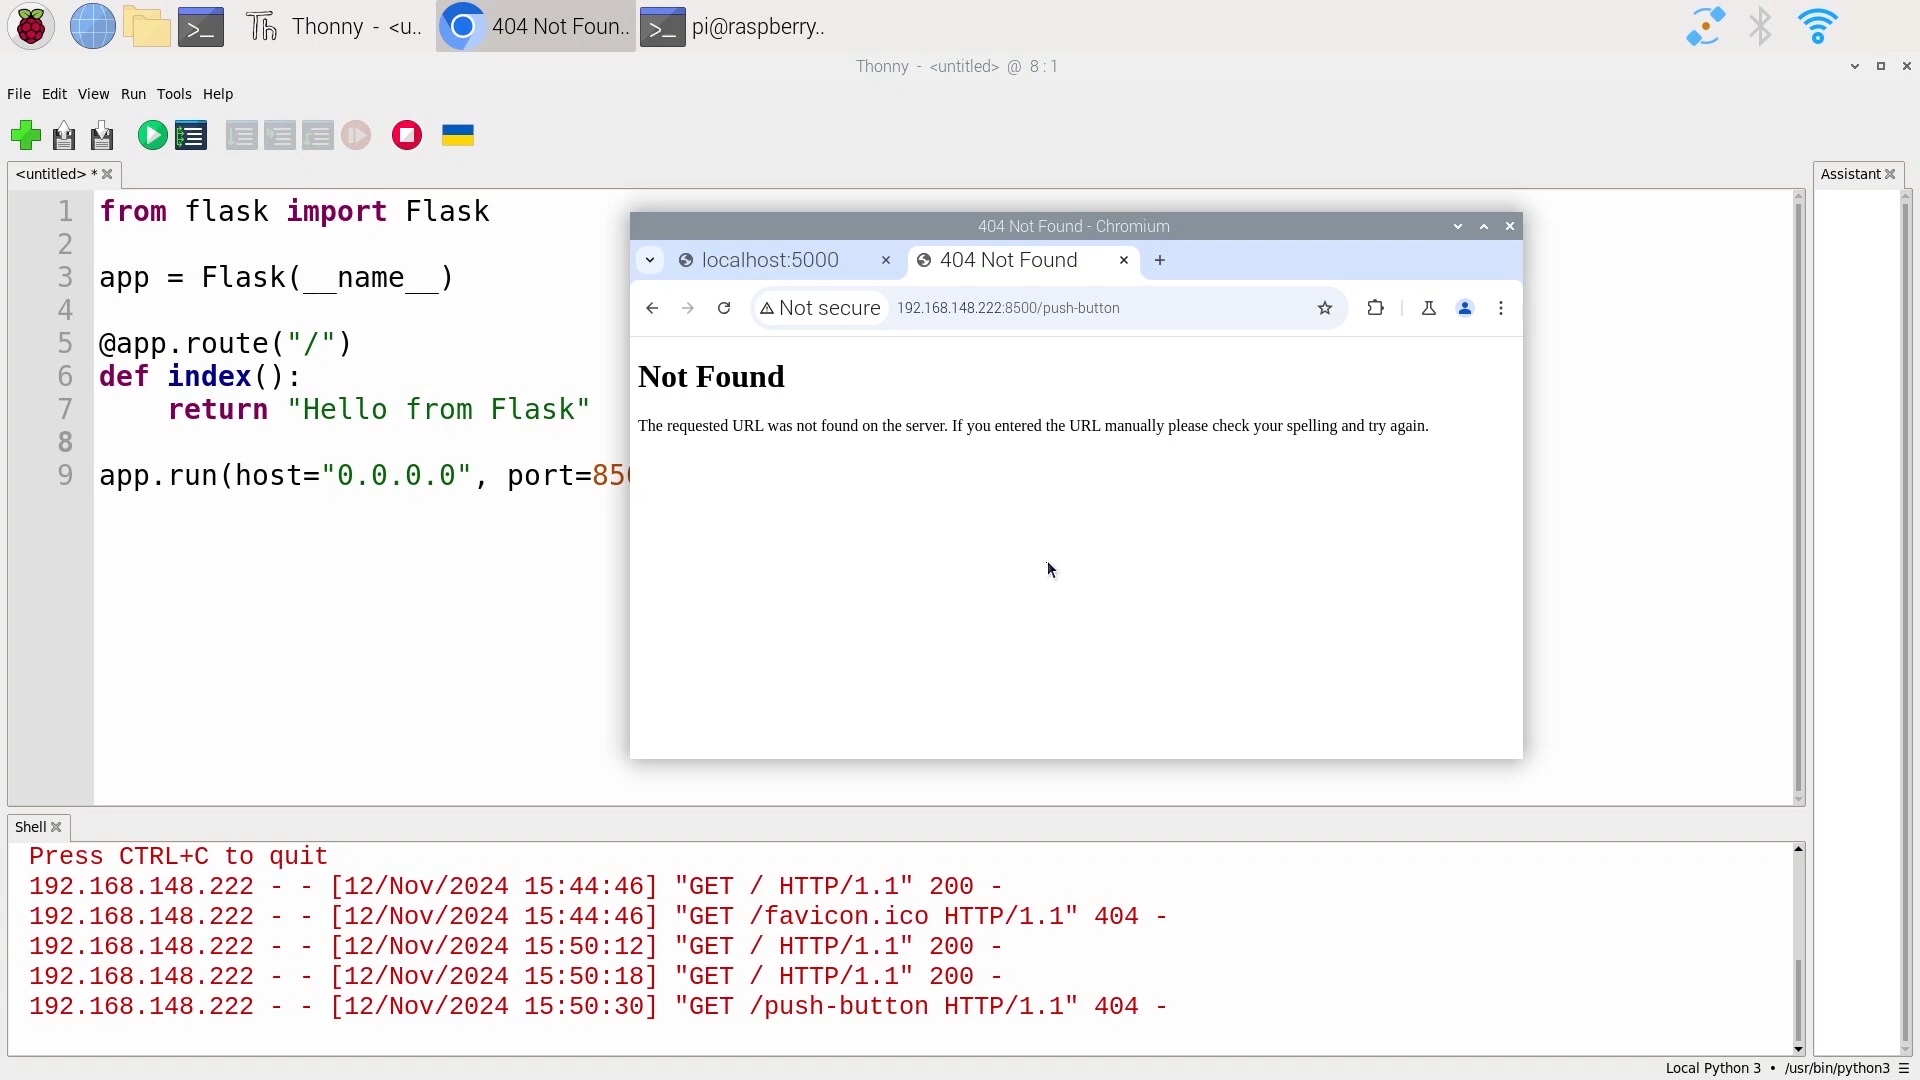 Thonny - <u..
404 Not Foun..
pi@raspberry..
Thonny - <untitled> @ 8 : 1
File Edit View Run Tools Help
<untitled> *
Assistant
1 from flask import Flask
2
3 app = Flask(__name__)
4
5 @app.route("/")
6 def index():
7 return "Hello from Flask"
8
9 app.run(host="0.0.0.0", port=850
404 Not Found - Chromium
localhost:5000
404 Not Found
Not secure 192.168.148.222:8500/push-button
Not Found
The requested URL was not found on the server. If you entered the URL manually please check your spelling and try again.
Shell
Press CTRL+C to quit
192.168.148.222 - - [12/Nov/2024 15:44:46] "GET / HTTP/1.1" 200 -
192.168.148.222 - - [12/Nov/2024 15:44:46] "GET /favicon.ico HTTP/1.1" 404 -
192.168.148.222 - - [12/Nov/2024 15:50:12] "GET / HTTP/1.1" 200 -
192.168.148.222 - - [12/Nov/2024 15:50:18] "GET / HTTP/1.1" 200 -
192.168.148.222 - - [12/Nov/2024 15:50:30] "GET /push-button HTTP/1.1" 404 -
Local Python 3 • /usr/bin/python3